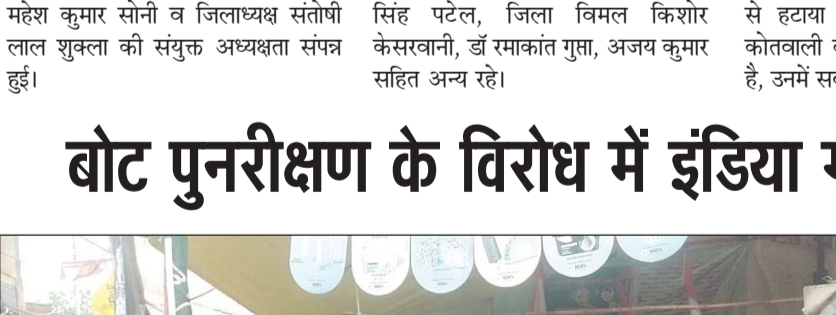 महेश कुमार सोनी व जिलाध्यक्ष संतोषी
लाल शुक्ला की संयुक्त अध्यक्षता संपन्न
हुई।
सिंह पटेल, जिला विमल किशोर
केसरवानी, डॉ रमाकांत गुप्ता, अजय कुमार
सहित अन्य रहे।
से हटाया
कोतवाली
है, उनमें
बोट पुनरीक्षण के विरोध में इंडिया